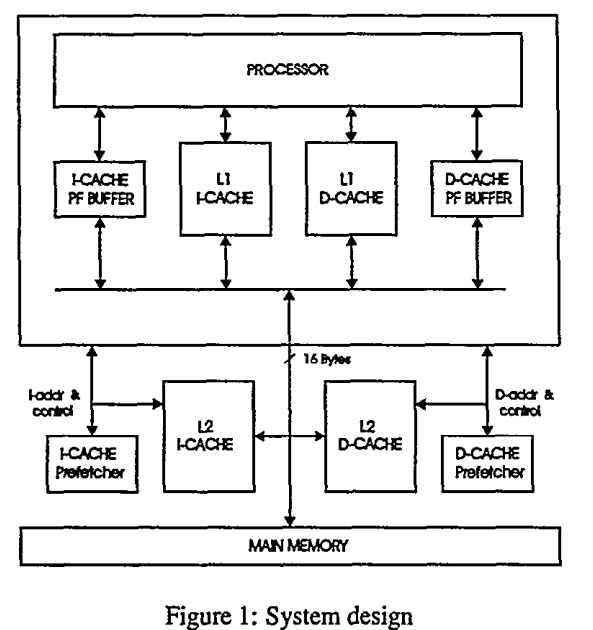 PROCESSOR
I-CACHE
PF BUFFER
L1
I-CACHE
L1
D-CACHE
D-CACHE
PF BUFFER
16 Bytes
I-addr &
control
D-addr &
control
L2
I-CACHE
L2
D-CACHE
I-CACHE
Prefetcher
D-CACHE
Prefetcher
MAIN MEMORY
Figure 1: System design